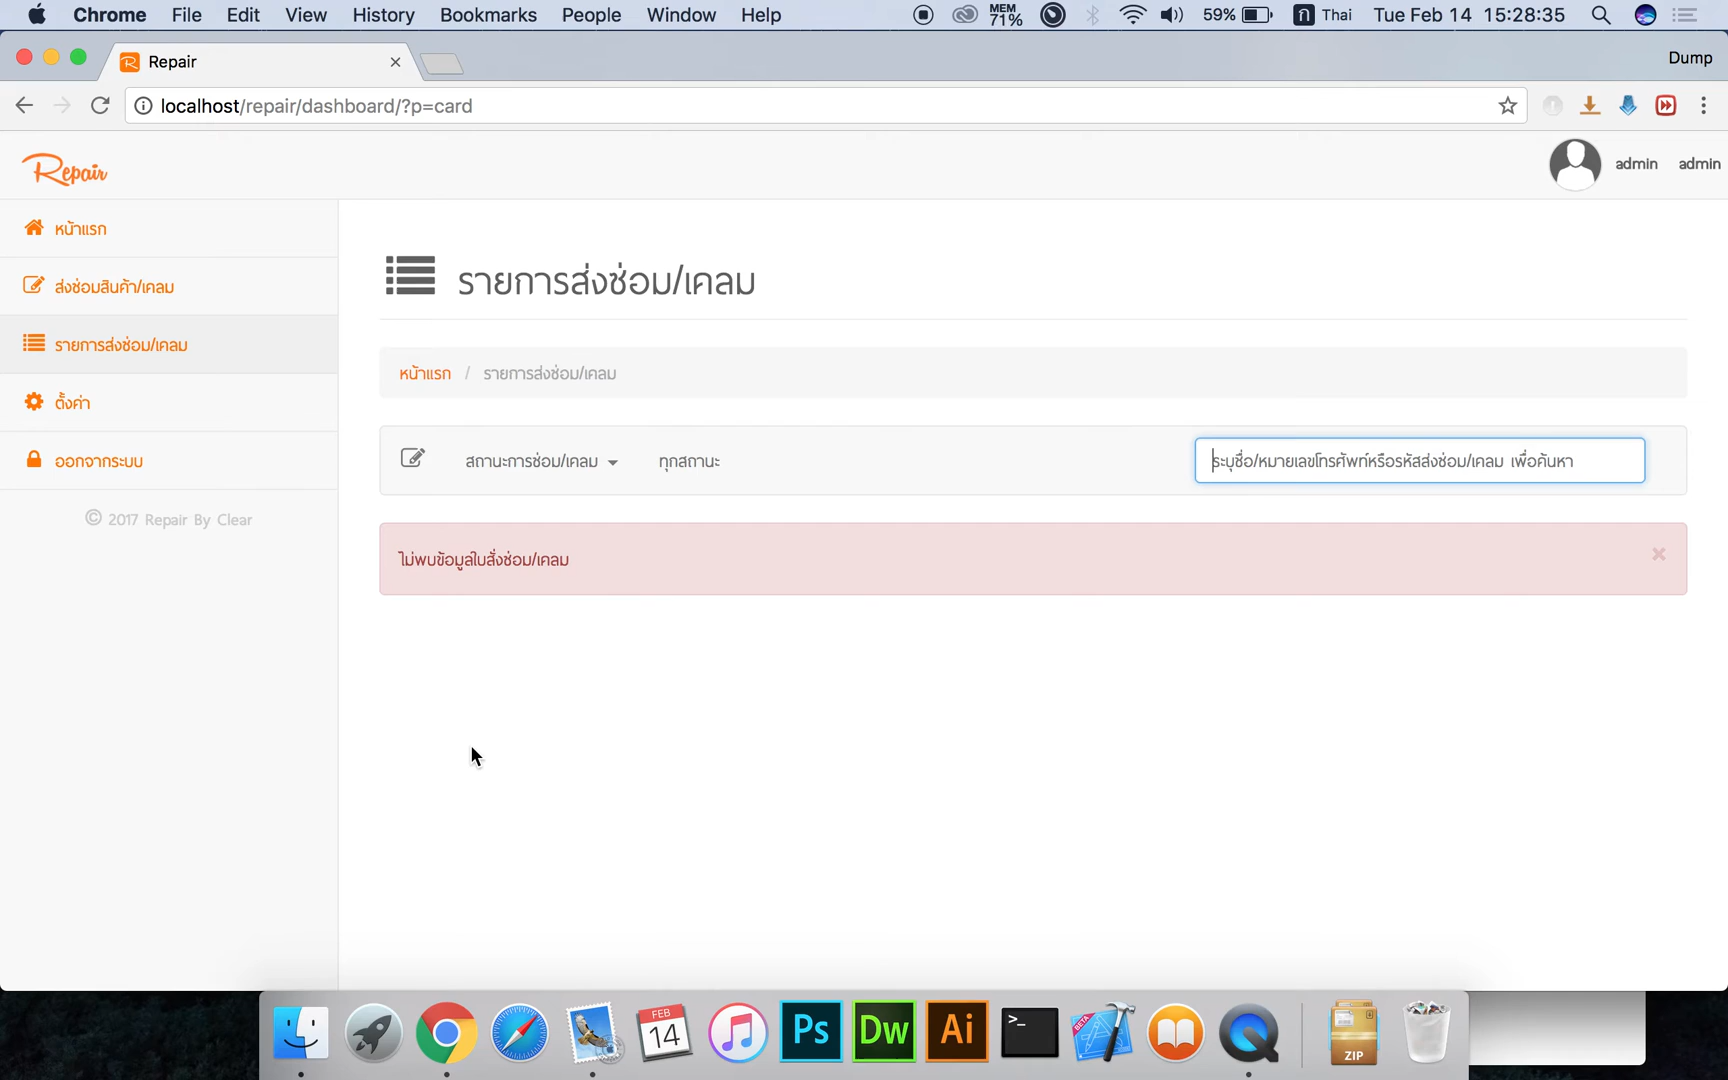 Chrome File Edit View History Bookmarks People Window Help MEM 71% 59% ก Thai Tue Feb 14 15:28:35
Repair Dump
localhost/repair/dashboard/?p=card
Repair admin admin
หน้าแรก
ส่งซ่อมสินค้า/เคลม
รายการส่งซ่อม/เคลม
ตั้งค่า
ออกจากระบบ
© 2017 Repair By Clear
รายการส่งซ่อม/เคลม
หน้าแรก / รายการส่งซ่อม/เคลม
สถานะการซ่อม/เคลม ทุกสถานะ ระบุชื่อ/หมายเลขโทรศัพท์หรือรหัสส่งซ่อม/เคลม เพื่อค้นหา
ไม่พบข้อมูลใบสั่งซ่อม/เคลม ×
FEB 14 Ps Dw Ai >_ BETA ZIP